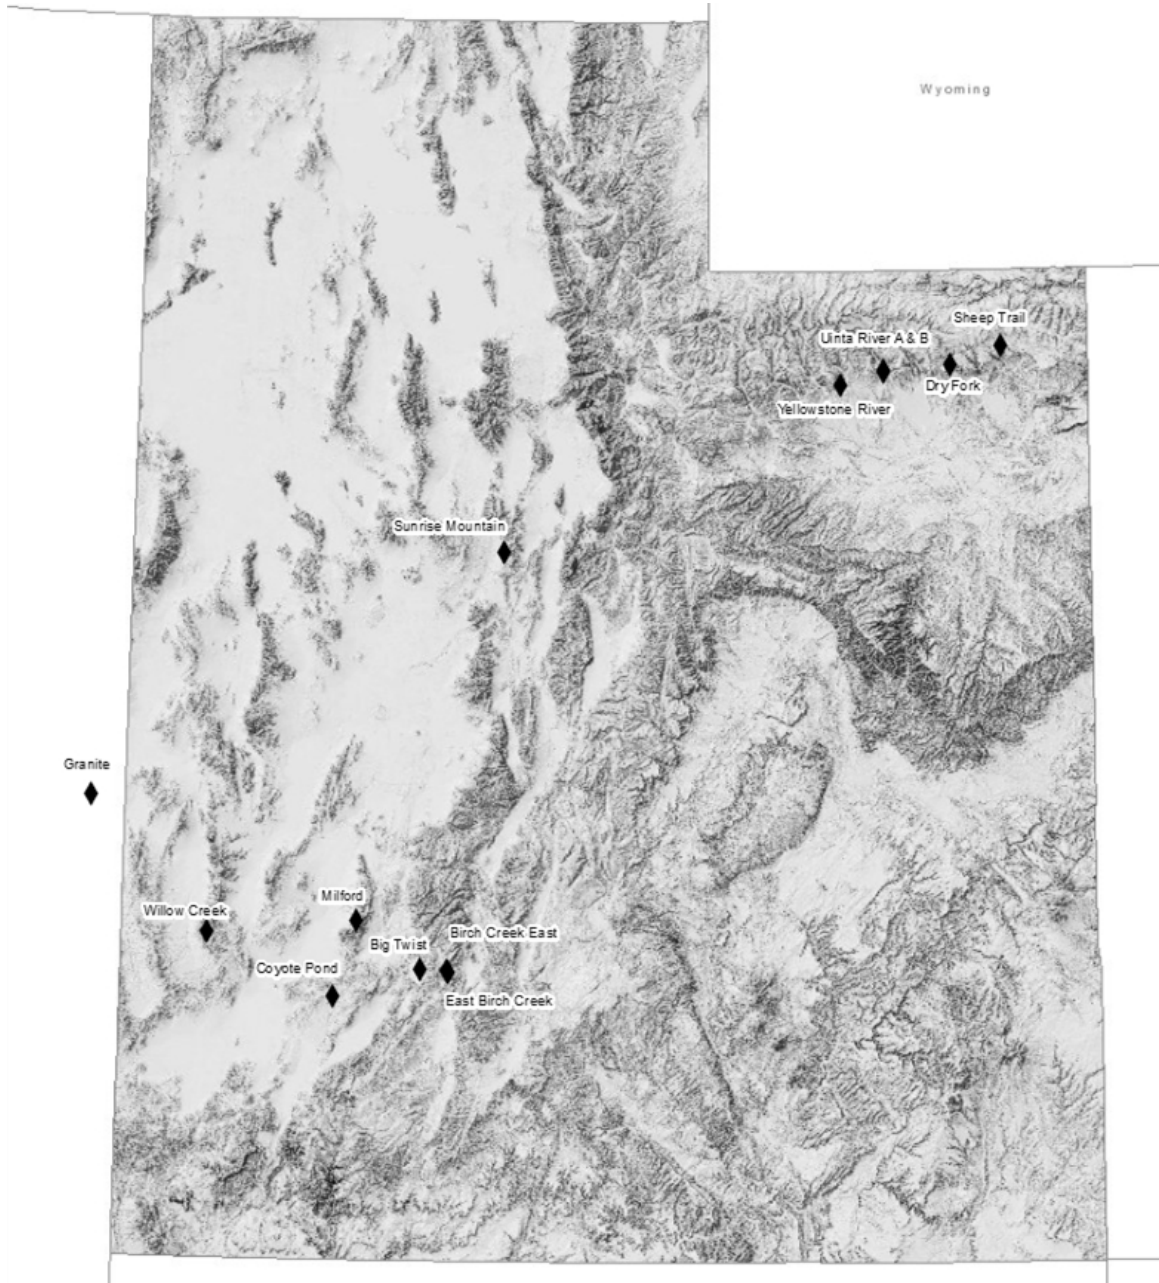 Wyoming
Sheep Trail
Uinta River A & B
Dry Fork
Yellowstone River
Sunrise Mountain
Granite
Milford
Willow Creek
Birch Creek East
Big Twist
Coyote Pond
East Birch Creek